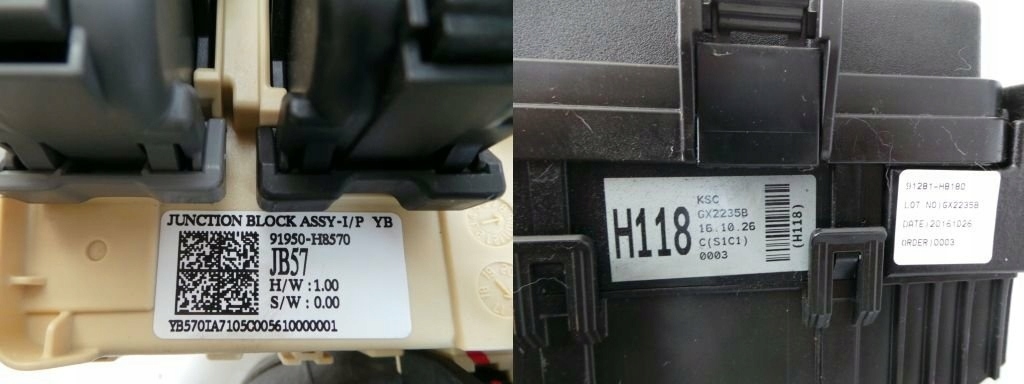 JUNCTION BLOCK ASSY-I/P YB
91950-H8570
JB57
H/W : 1.00
S/W : 0.00
YB570IA7105C005610000001
H118
KSC
GX2235B
16.10.26
C(S1C1)
0003
(H118)
91281-H8180
LOT NO:GX2235B
DATE:20161026
ORDER:0003